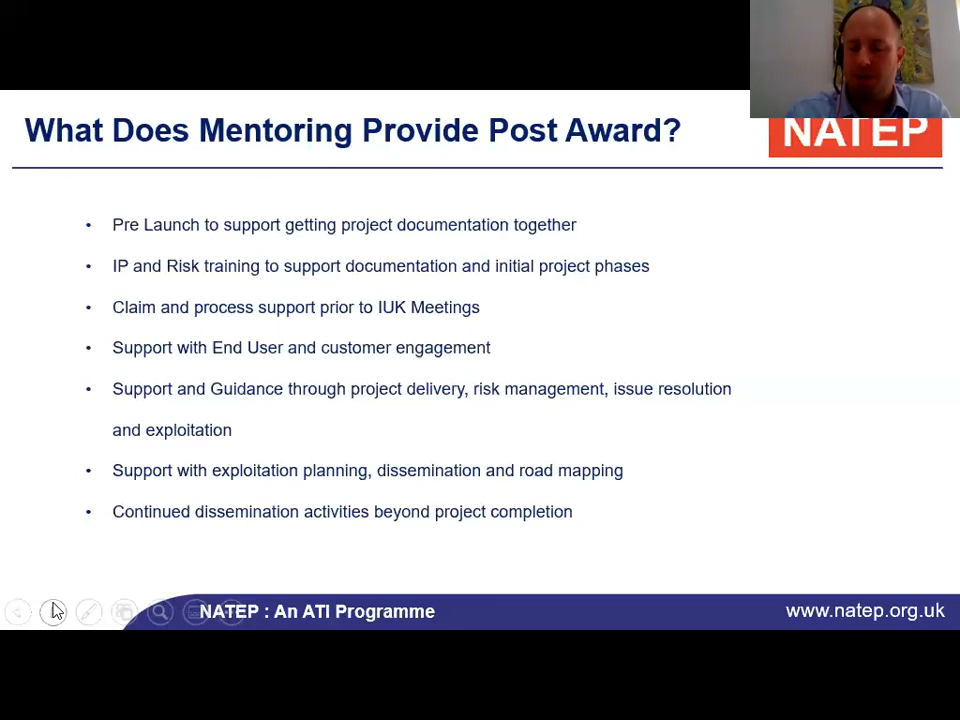 What Does Mentoring Provide Post Award?
NATEP
• Pre Launch to support getting project documentation together
• IP and Risk training to support documentation and initial project phases
• Claim and process support prior to IUK Meetings
• Support with End User and customer engagement
• Support and Guidance through project delivery, risk management, issue resolution
and exploitation
• Support with exploitation planning, dissemination and road mapping
• Continued dissemination activities beyond project completion
NATEP : An ATI Programme
www.natep.org.uk